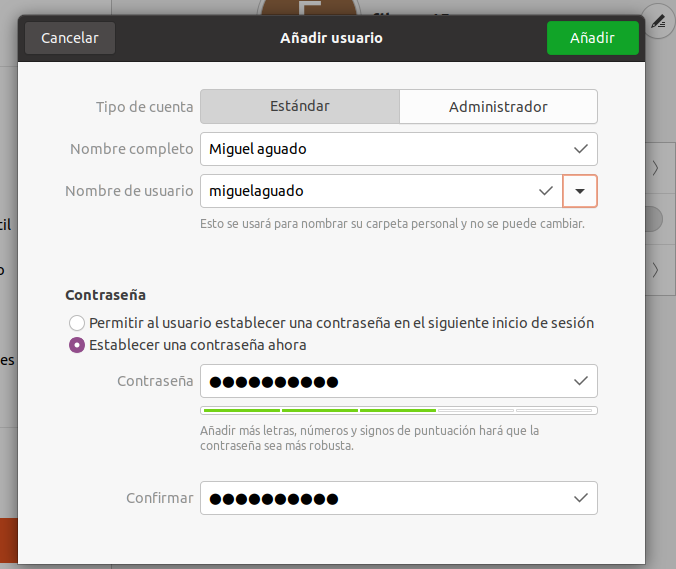 Cancelar
Añadir usuario
Añadir
Tipo de cuenta
Estándar
Administrador
Nombre completo
Miguel aguado
Nombre de usuario
miguelaguado
Esto se usará para nombrar su carpeta personal y no se puede cambiar.
Contraseña
Permitir al usuario establecer una contraseña en el siguiente inicio de sesión
Establecer una contraseña ahora
Contraseña
●●●●●●●●●●
Añadir más letras, números y signos de puntuación hará que la
contraseña sea más robusta.
Confirmar
●●●●●●●●●●